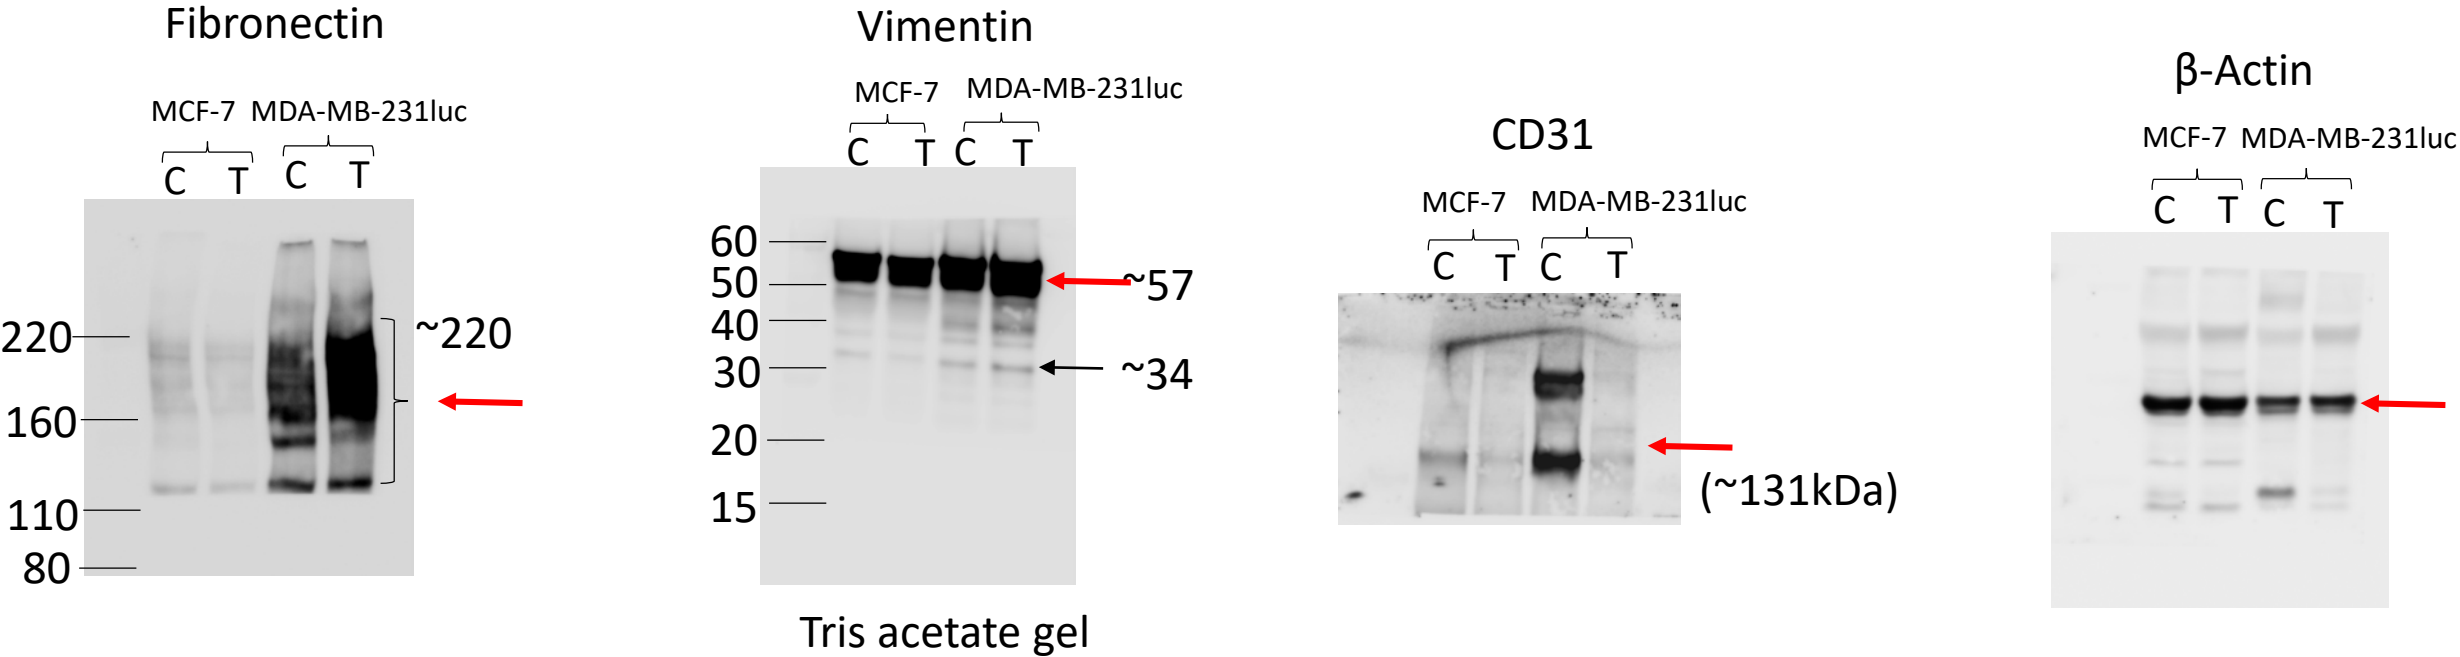 Fibronectin
MCF-7 MDA-MB-231luc
C T C T
220
160
110
80
~220
Vimentin
MCF-7 MDA-MB-231luc
C T C T
60
50
40
30
20
15
~57
~34
Tris acetate gel
CD31
MCF-7 MDA-MB-231luc
C T C T
(~131kDa)
β-Actin
MCF-7 MDA-MB-231luc
C T C T